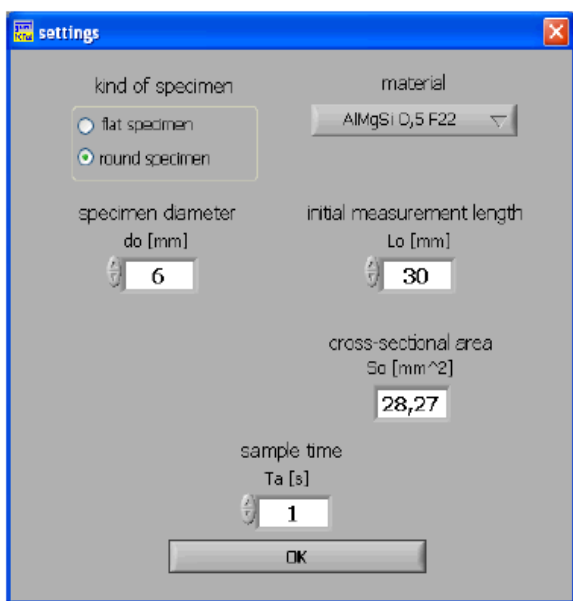 settings
kind of specimen
material
flat specimen
round specimen
AlMgSi 0,5 F22
specimen diameter
do [mm]
6
initial measurement length
Lo [mm]
30
cross-sectional area
So [mm^2]
28,27
sample time
Ta [s]
1
OK